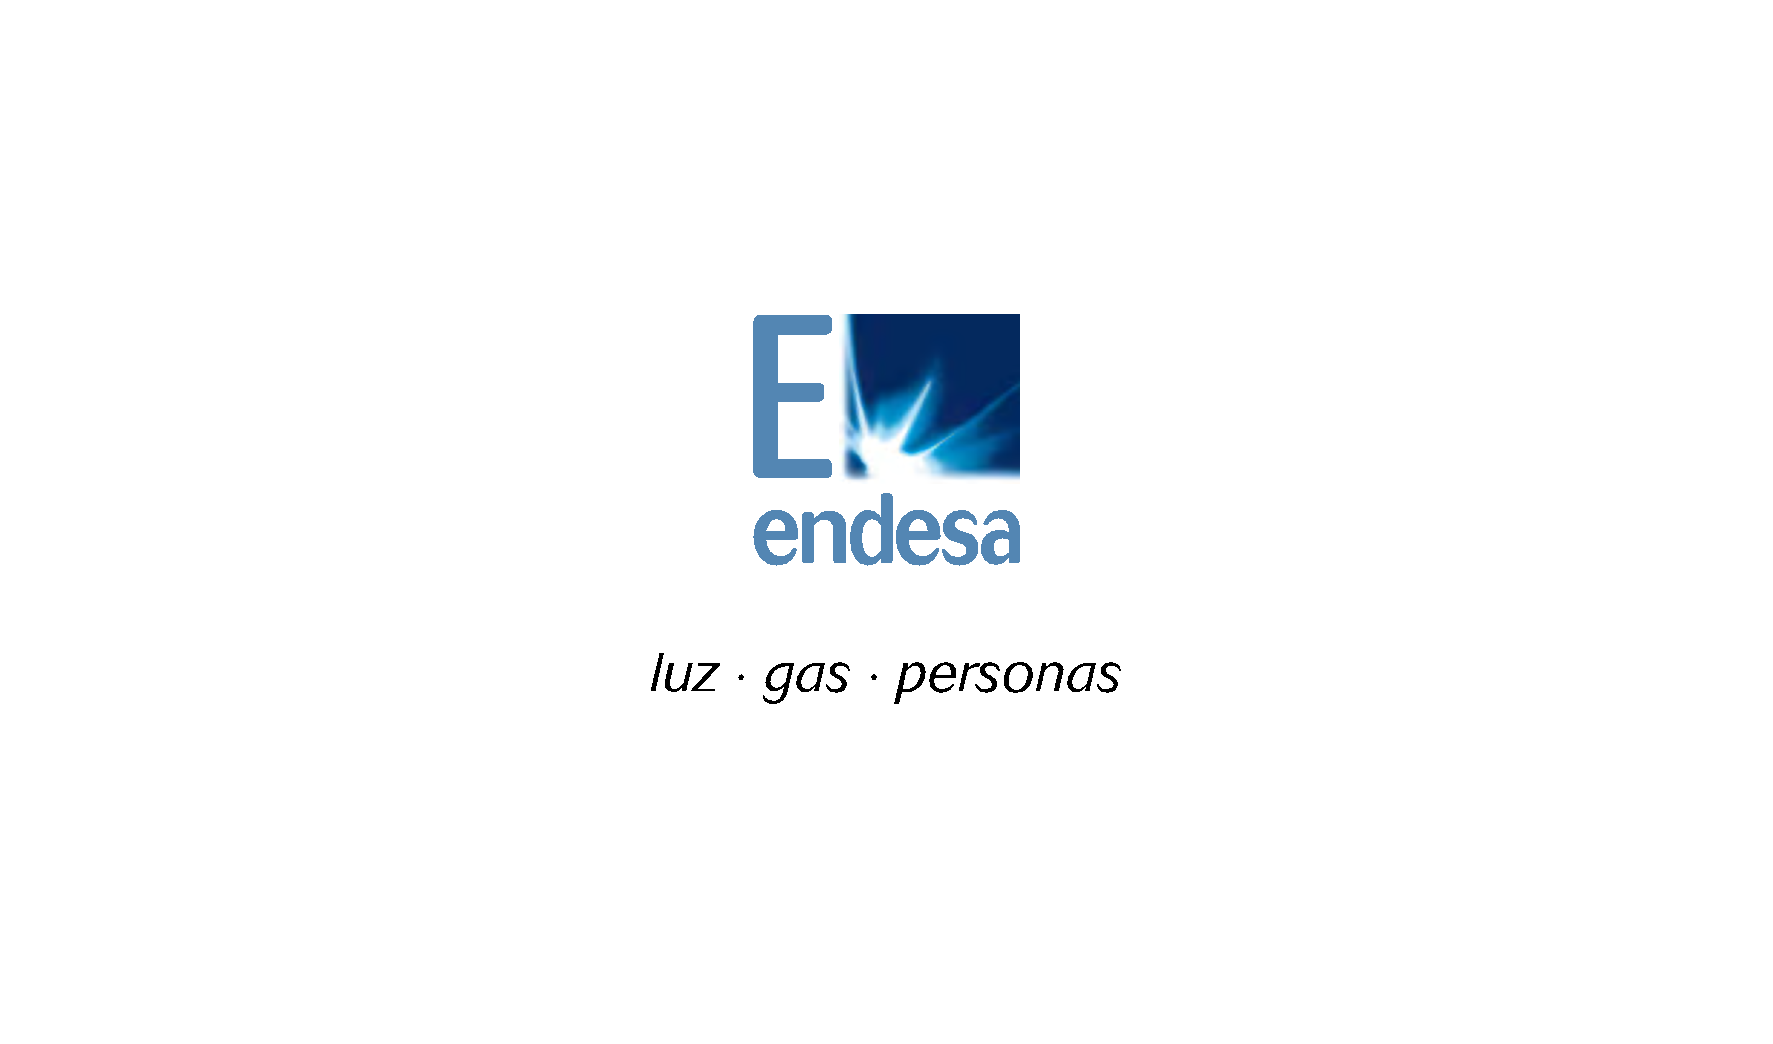 E
endesa
luz · gas · personas